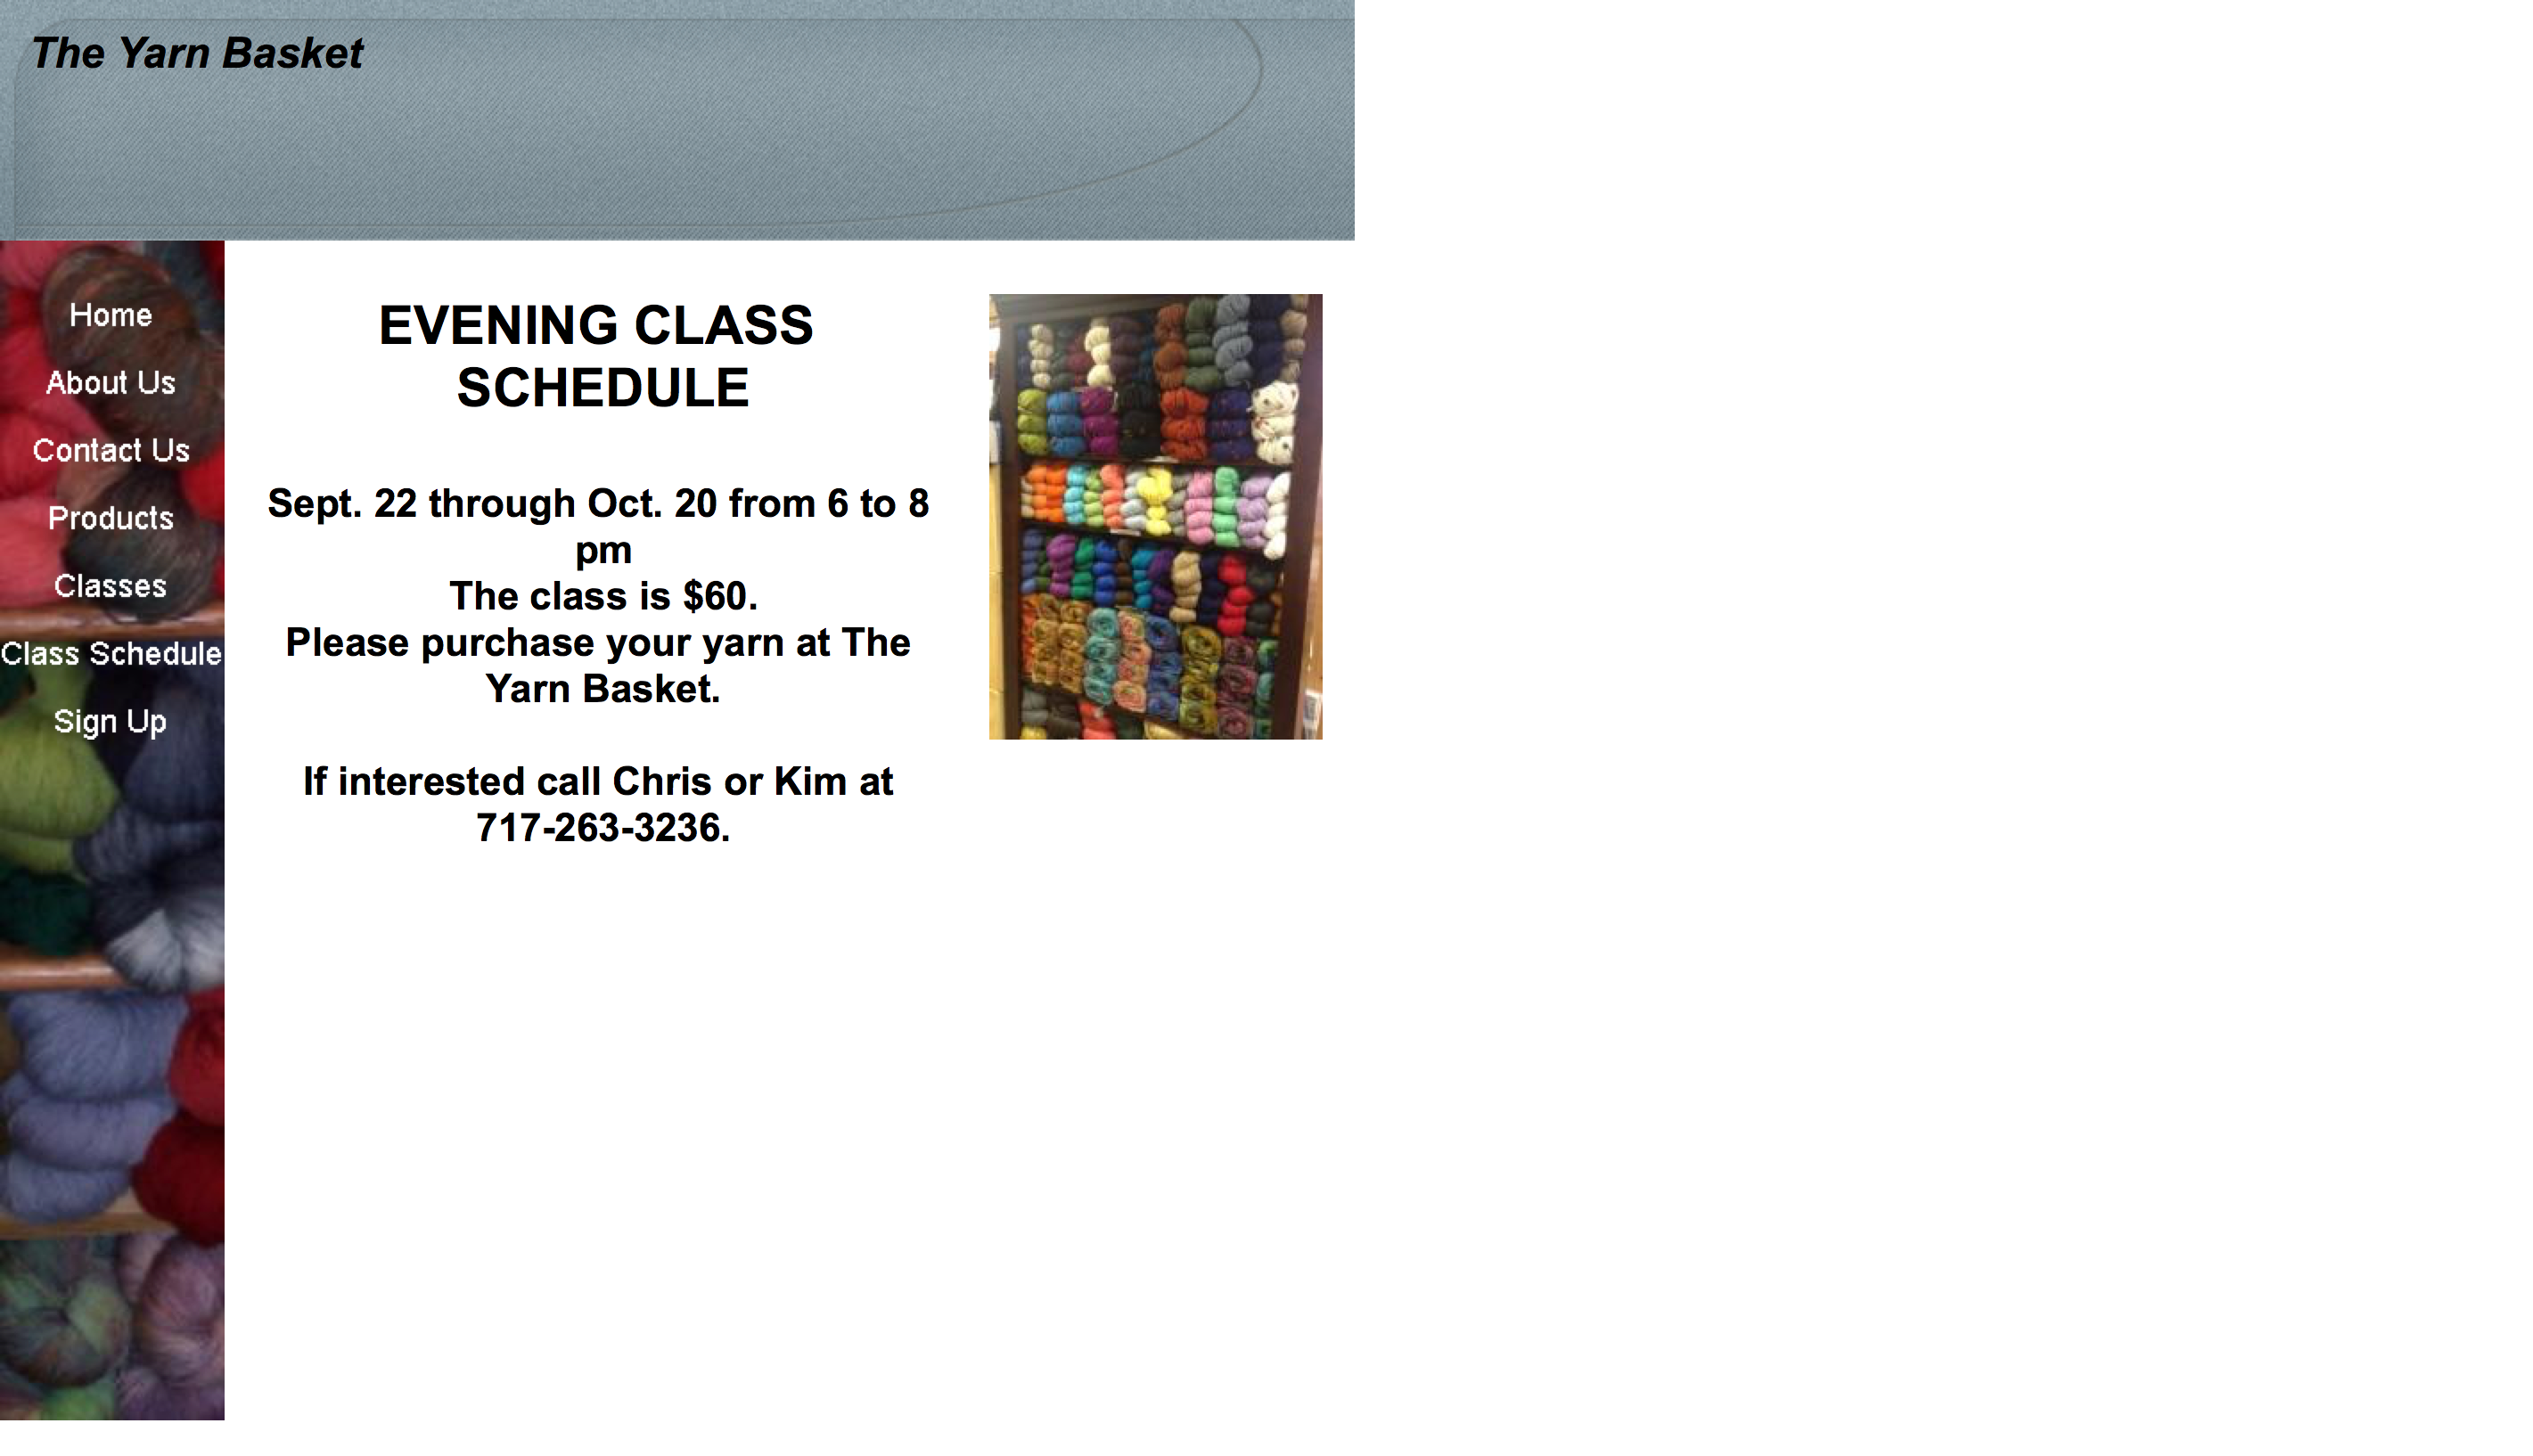 The Yarn Basket
Home
About Us
Contact Us
Products
Classes
Class Schedule
Sign Up
EVENING CLASS
SCHEDULE
Sept. 22 through Oct. 20 from 6 to 8
pm
The class is $60.
Please purchase your yarn at The
Yarn Basket.
If interested call Chris or Kim at
717-263-3236.